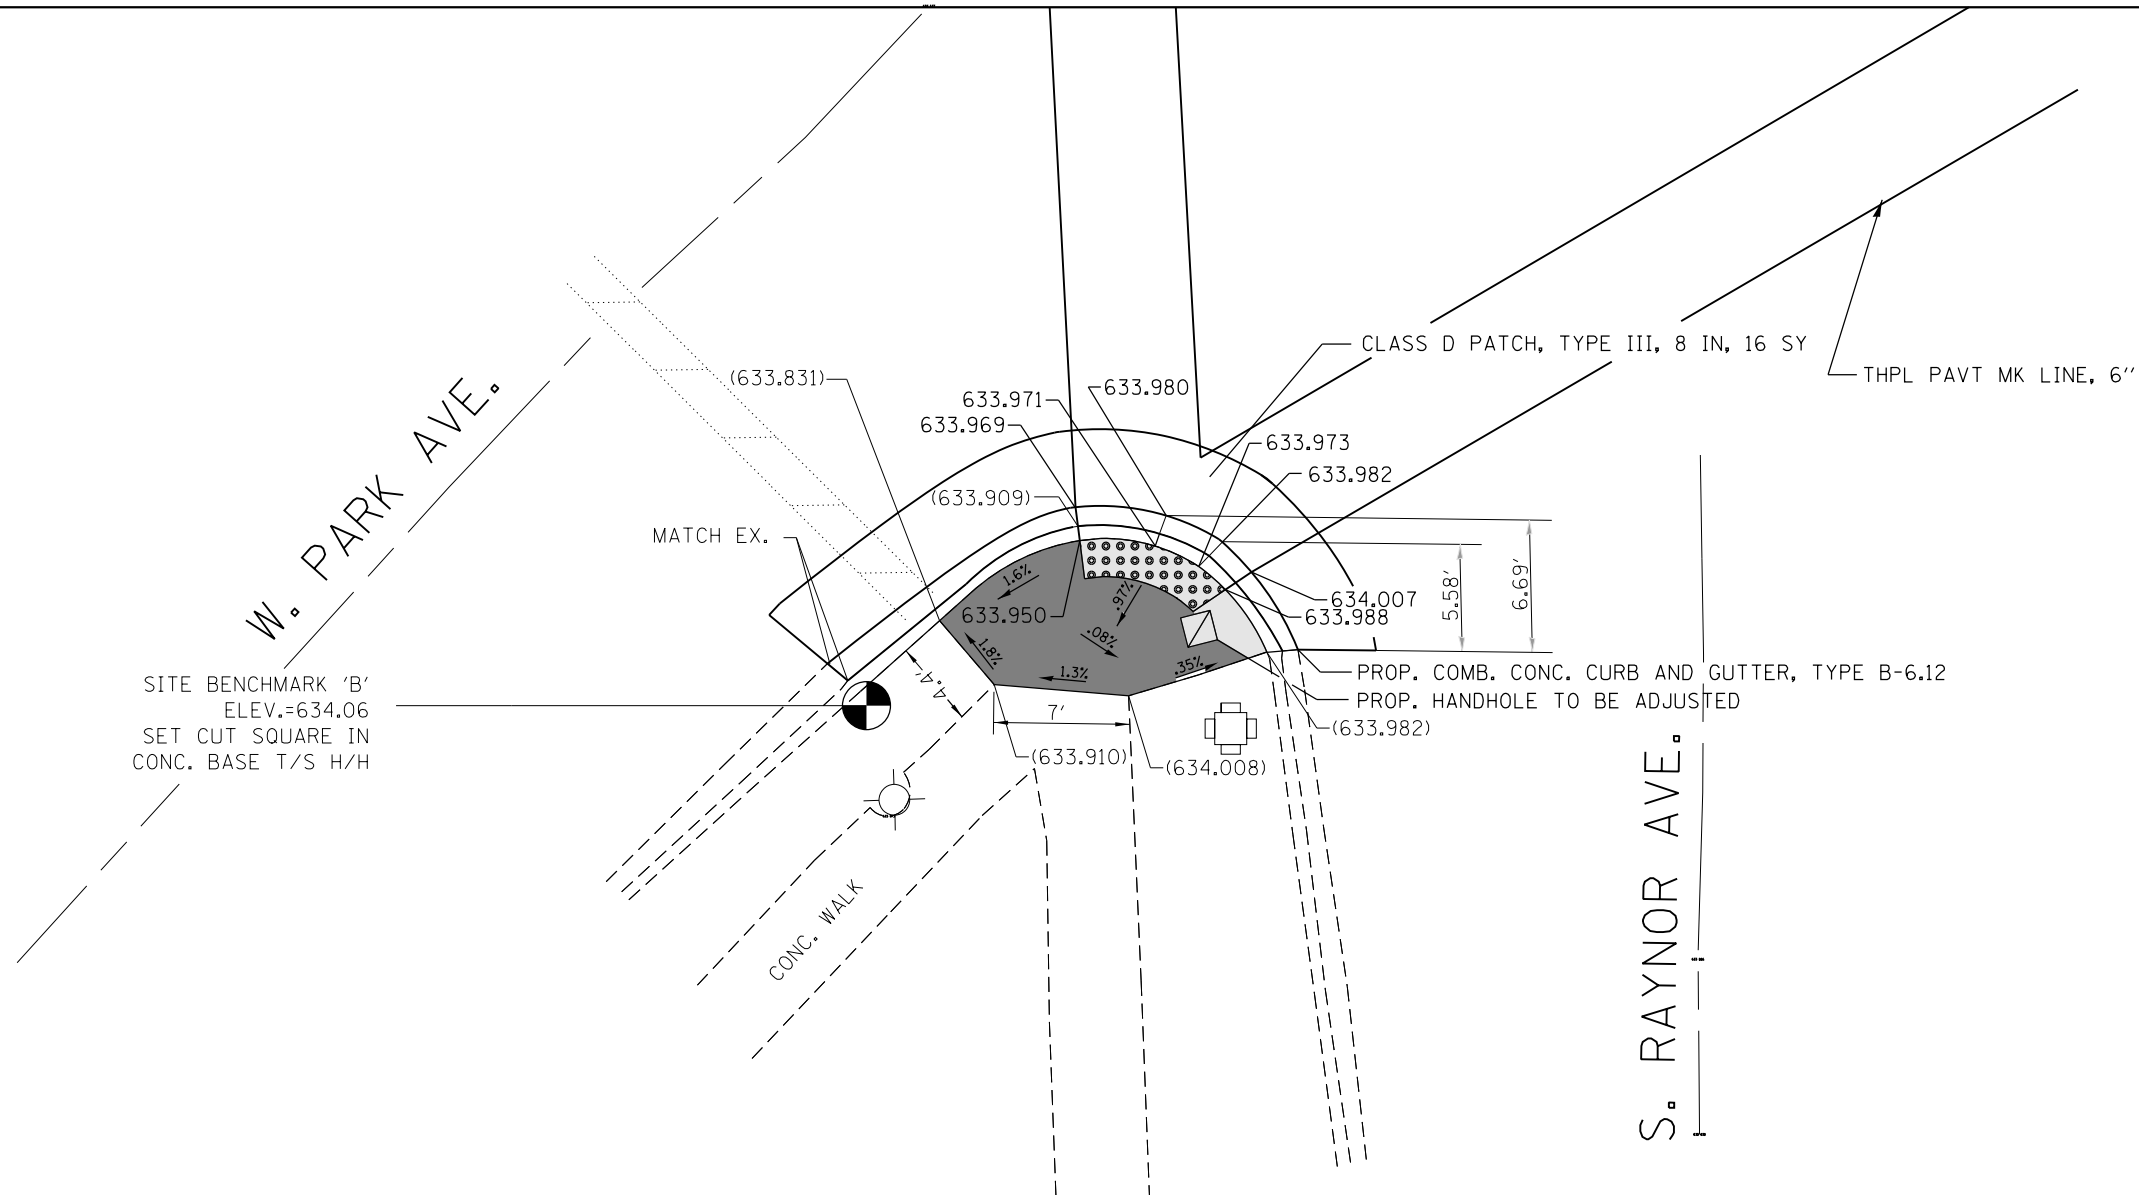 CLASS D PATCH, TYPE III, 8 IN, 16 SY
THPL PAVT MK LINE, 6''
(633.831)
633.980
633.971
633.969
633.973
633.982
(633.909)
MATCH EX.
W. PARK AVE.
1.6%
.97%
633.950
634.007
633.988
5.58'
6.69'
.08%
1.8%
1.3%
.35%
4.4'
7'
PROP. COMB. CONC. CURB AND GUTTER, TYPE B-6.12
PROP. HANDHOLE TO BE ADJUSTED
(633.982)
(633.910)
(634.008)
SITE BENCHMARK 'B'
ELEV.=634.06
SET CUT SQUARE IN
CONC. BASE T/S H/H
CONC. WALK
S. RAYNOR AVE.